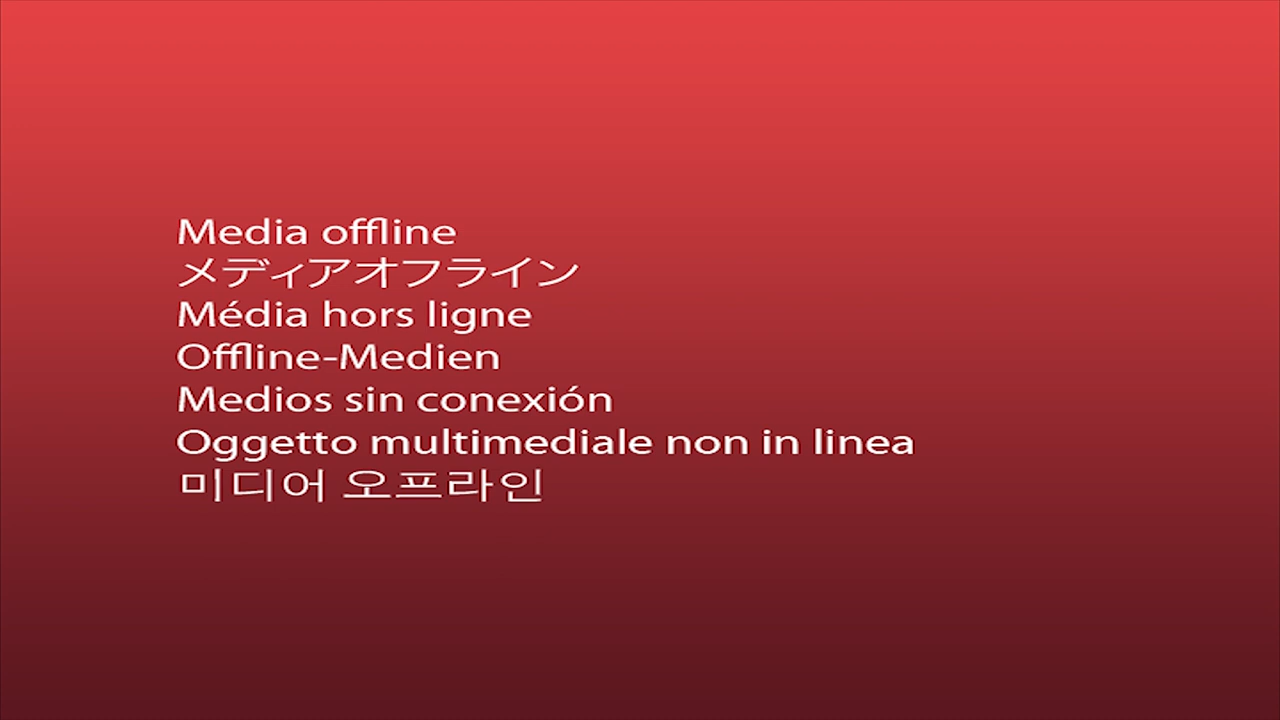 Media offline
メディアオフライン
Média hors ligne
Offline-Medien
Medios sin conexión
Oggetto multimediale non in linea
미디어 오프라인